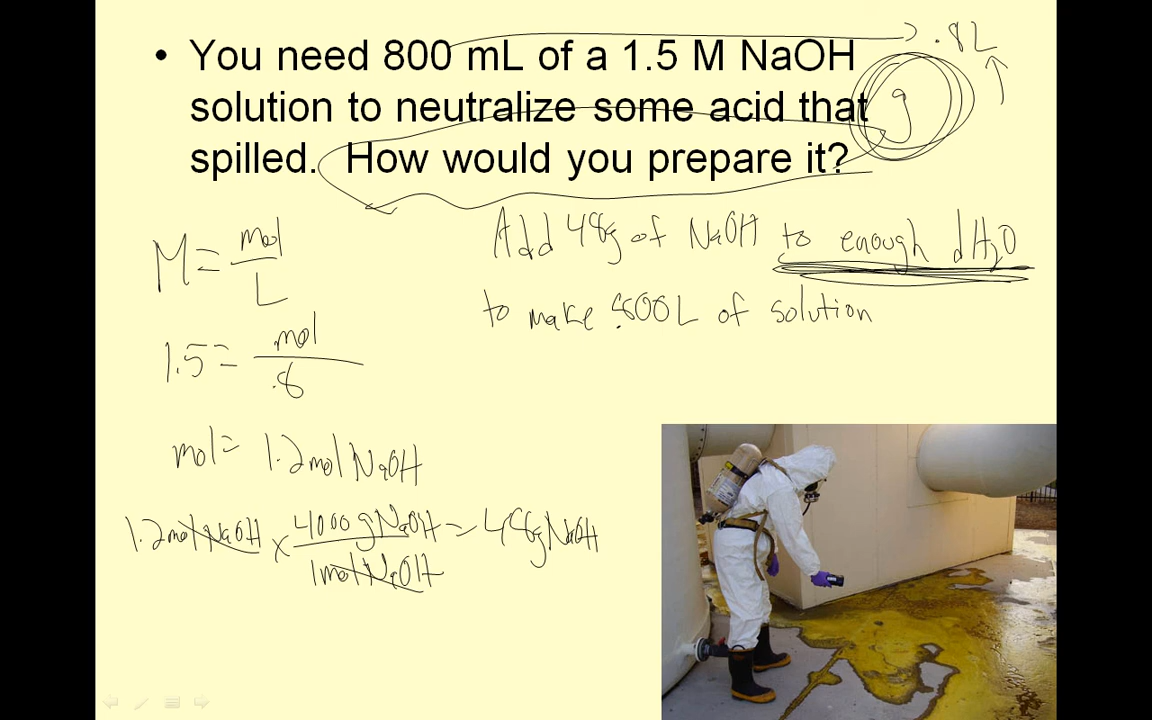 • You need 800 mL of a 1.5 M NaOH
solution to neutralize some acid that
spilled. How would you prepare it?
.8L
g
M = mol / L
1.5 = mol / .8
mol = 1.2 mol NaOH
1.2 mol NaOH x 40.00 g NaOH / 1 mol NaOH = 48g NaOH
Add 48g of NaOH to enough dH2O
to make .800L of solution